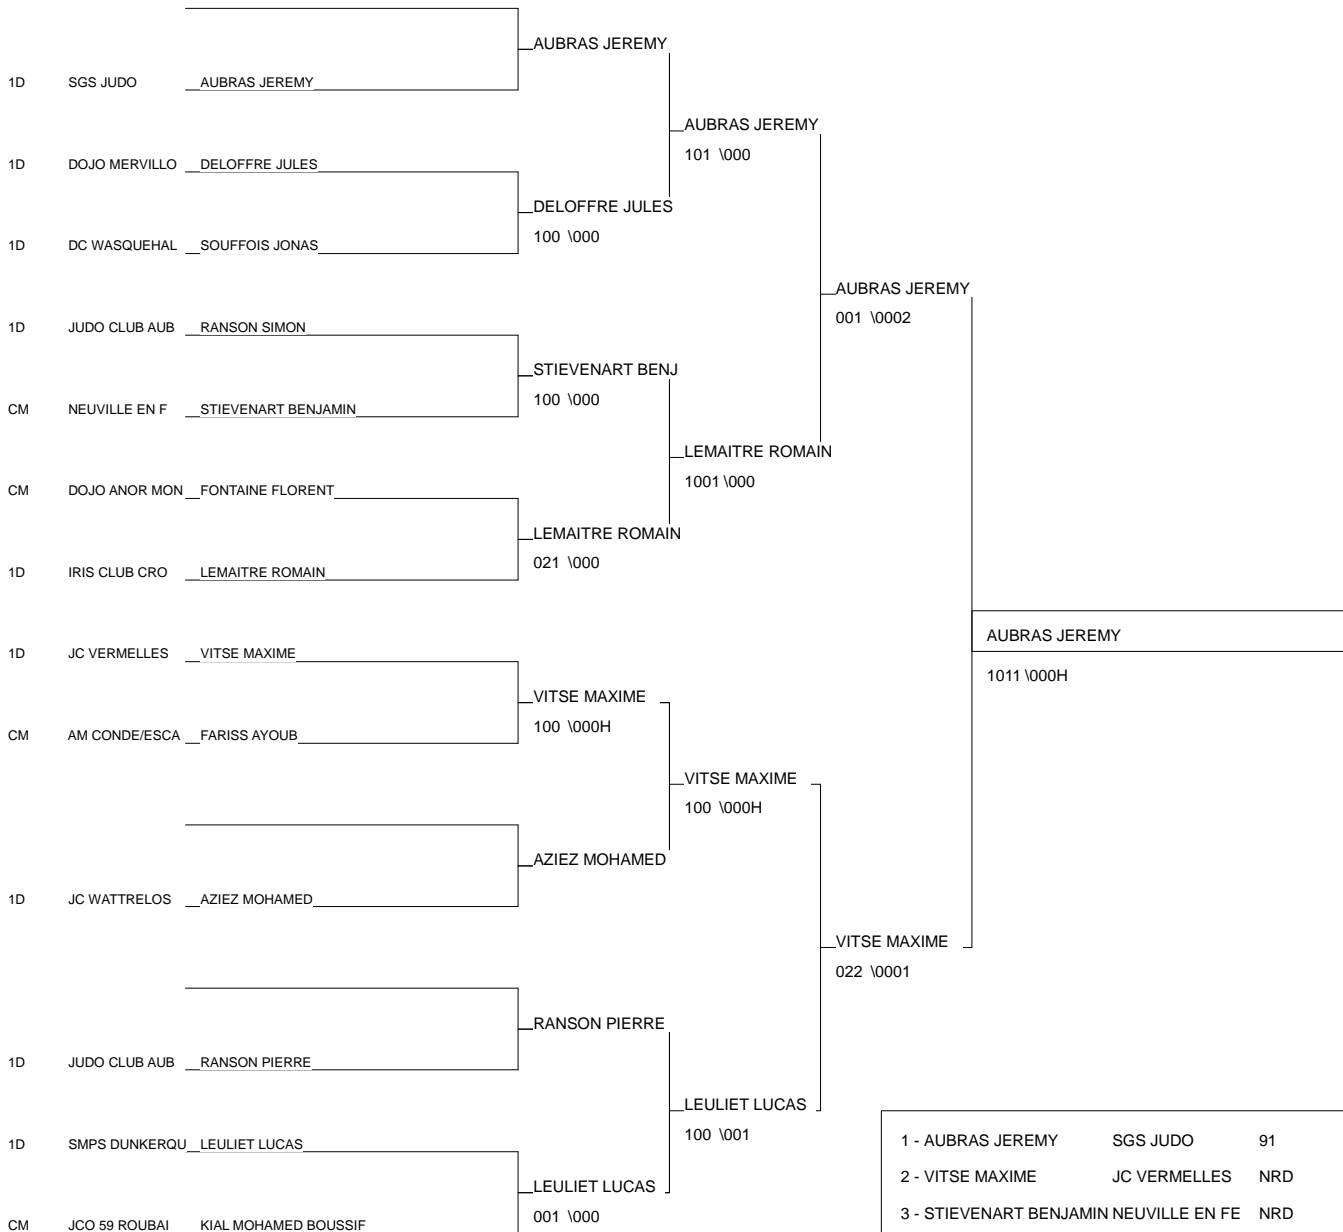 AUBRAS JEREMY
1D SGS JUDO AUBRAS JEREMY
AUBRAS JEREMY
101 \000
1D DOJO MERVILLO DELOFFRE JULES
DELOFFRE JULES
100 \000
1D DC WASQUEHAL SOUFFOIS JONAS
AUBRAS JEREMY
001 \0002
1D JUDO CLUB AUB RANSON SIMON
STIEVENART BENJ
100 \000
CM NEUVILLE EN F STIEVENART BENJAMIN
LEMAITRE ROMAIN
1001 \000
CM DOJO ANOR MON FONTAINE FLORENT
LEMAITRE ROMAIN
021 \000
1D IRIS CLUB CRO LEMAITRE ROMAIN
AUBRAS JEREMY
1011 \000H
1D JC VERMELLES VITSE MAXIME
VITSE MAXIME
100 \000H
CM AM CONDE/ESCA FARISS AYOUB
VITSE MAXIME
100 \000H
AZIEZ MOHAMED
1D JC WATTRELOS AZIEZ MOHAMED
VITSE MAXIME
022 \0001
RANSON PIERRE
1D JUDO CLUB AUB RANSON PIERRE
LEULIET LUCAS
100 \001
1D SMPS DUNKERQU LEULIET LUCAS
LEULIET LUCAS
001 \000
CM JCO 59 ROUBAI KIAL MOHAMED BOUSSIF
1 - AUBRAS JEREMY SGS JUDO 91
2 - VITSE MAXIME JC VERMELLES NRD
3 - STIEVENART BENJAMIN NEUVILLE EN FE NRD